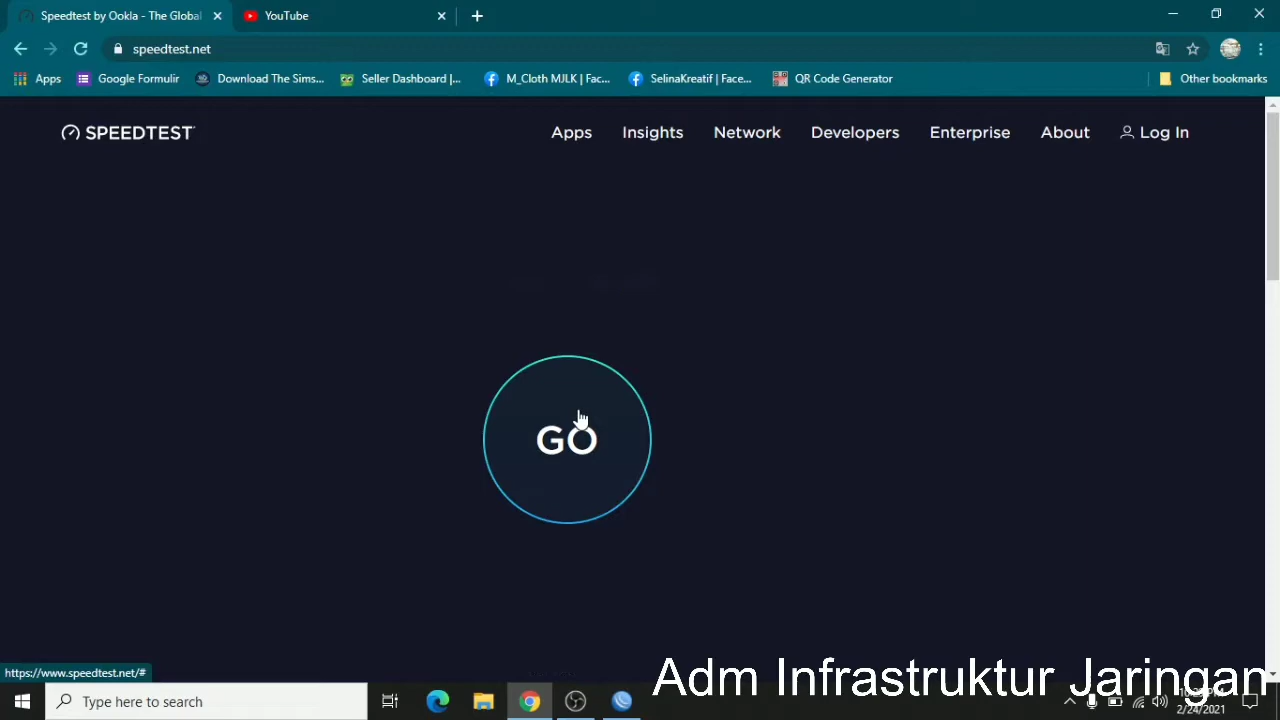 Speedtest by Ookla - The Global
YouTube
speedtest.net
Apps
Google Formulir
Download The Sims...
Seller Dashboard |...
M_Cloth MJLK | Fac...
SelinaKreatif | Face...
QR Code Generator
Other bookmarks
SPEEDTEST
Apps
Insights
Network
Developers
Enterprise
About
Log In
GO
https://www.speedtest.net/#
Adm Infrastruktur Jaringan
Type here to search
2/24/2021